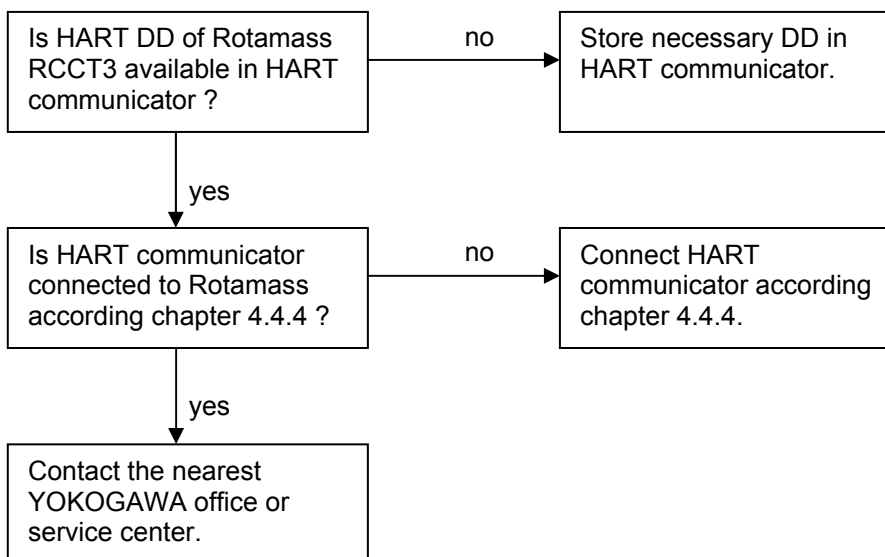 Is HART DD of Rotamass
RCCT3 available in HART
communicator ?
no
Store necessary DD in
HART communicator.
yes
Is HART communicator
connected to Rotamass
according chapter 4.4.4 ?
no
Connect HART
communicator according
chapter 4.4.4.
yes
Contact the nearest
YOKOGAWA office or
service center.